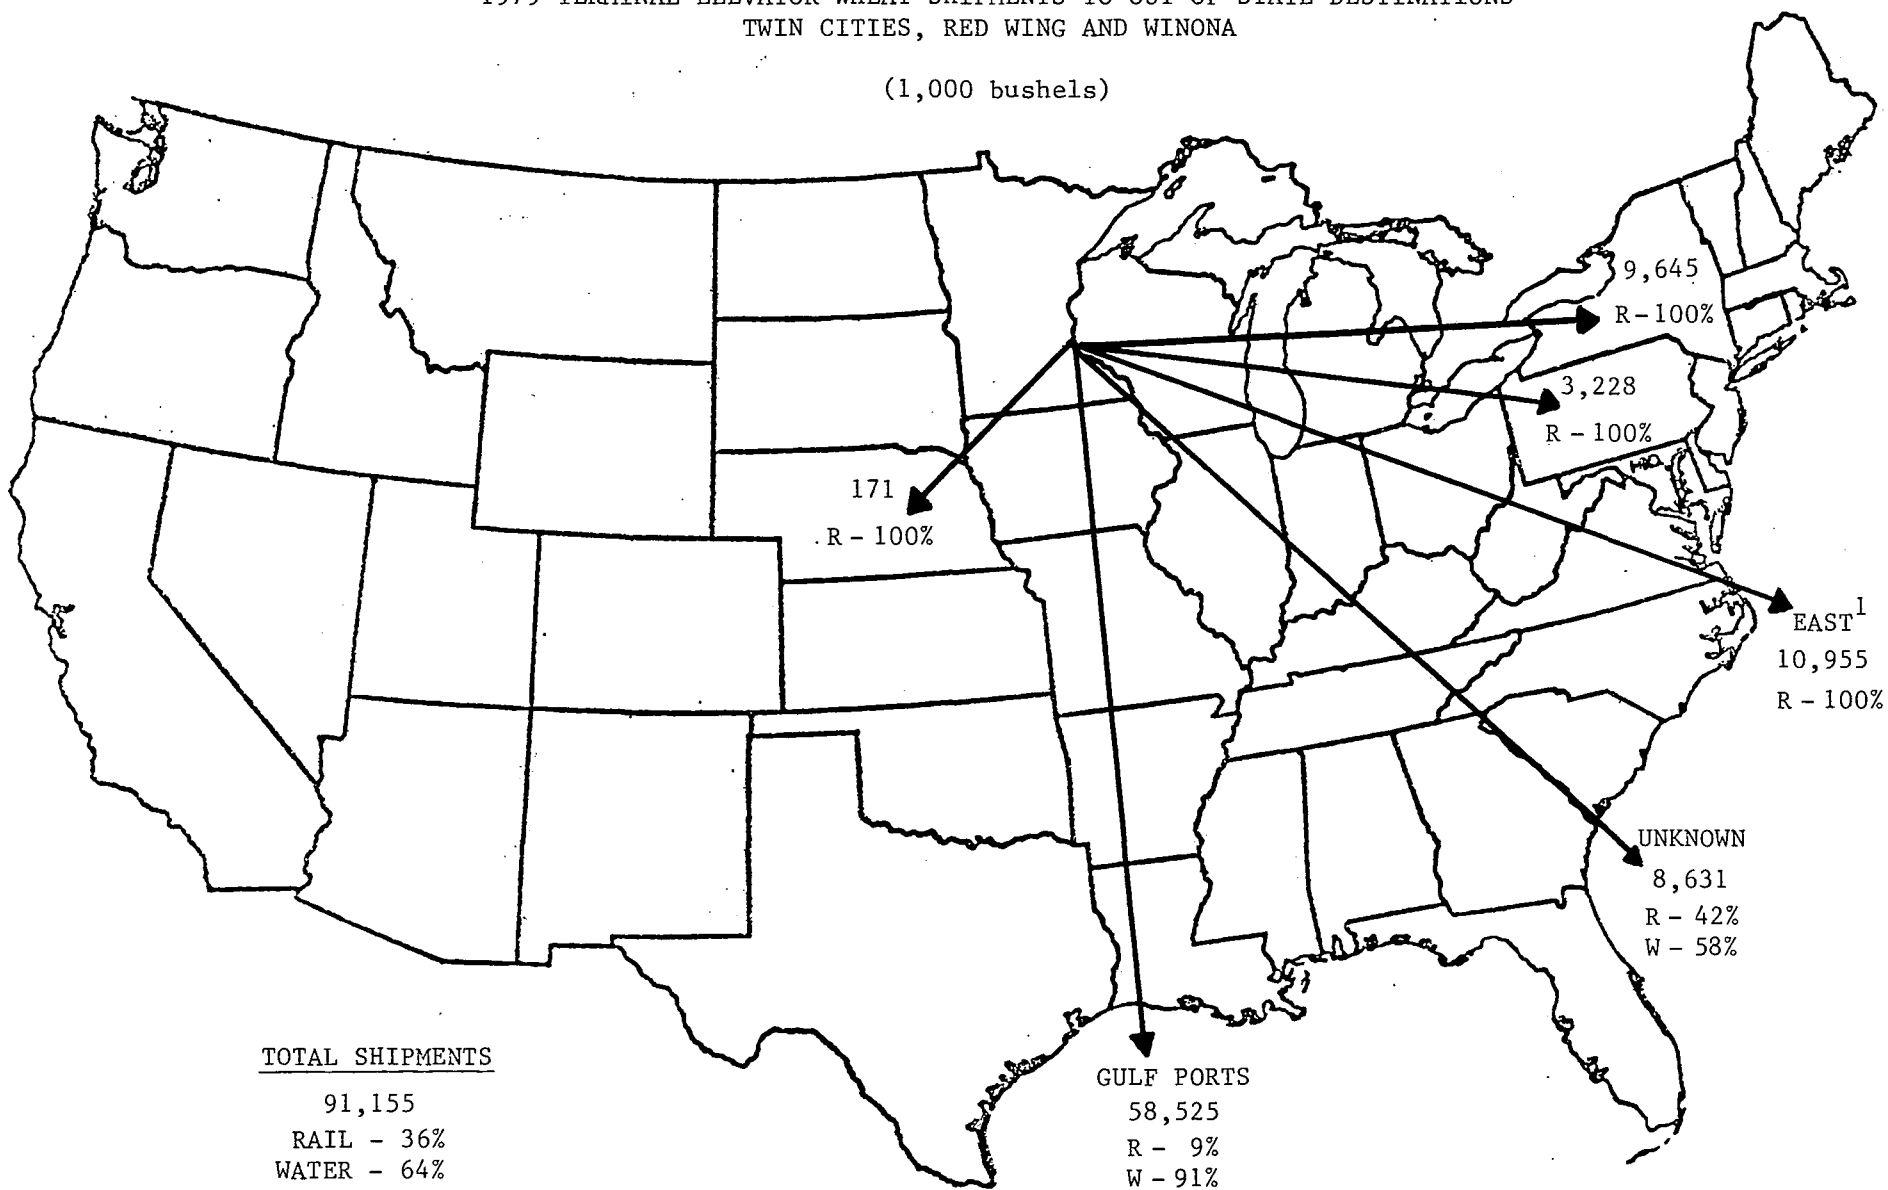 TWIN CITIES, RED WING AND WINONA
(1,000 bushels)
9,645
R-100%
3,228
R - 100%
171
R - 100%
EAST1
10,955
R - 100%
UNKNOWN
8,631
R - 42%
W - 58%
GULF PORTS
58,525
R - 9%
W - 91%
TOTAL SHIPMENTS
91,155
RAIL - 36%
WATER - 64%